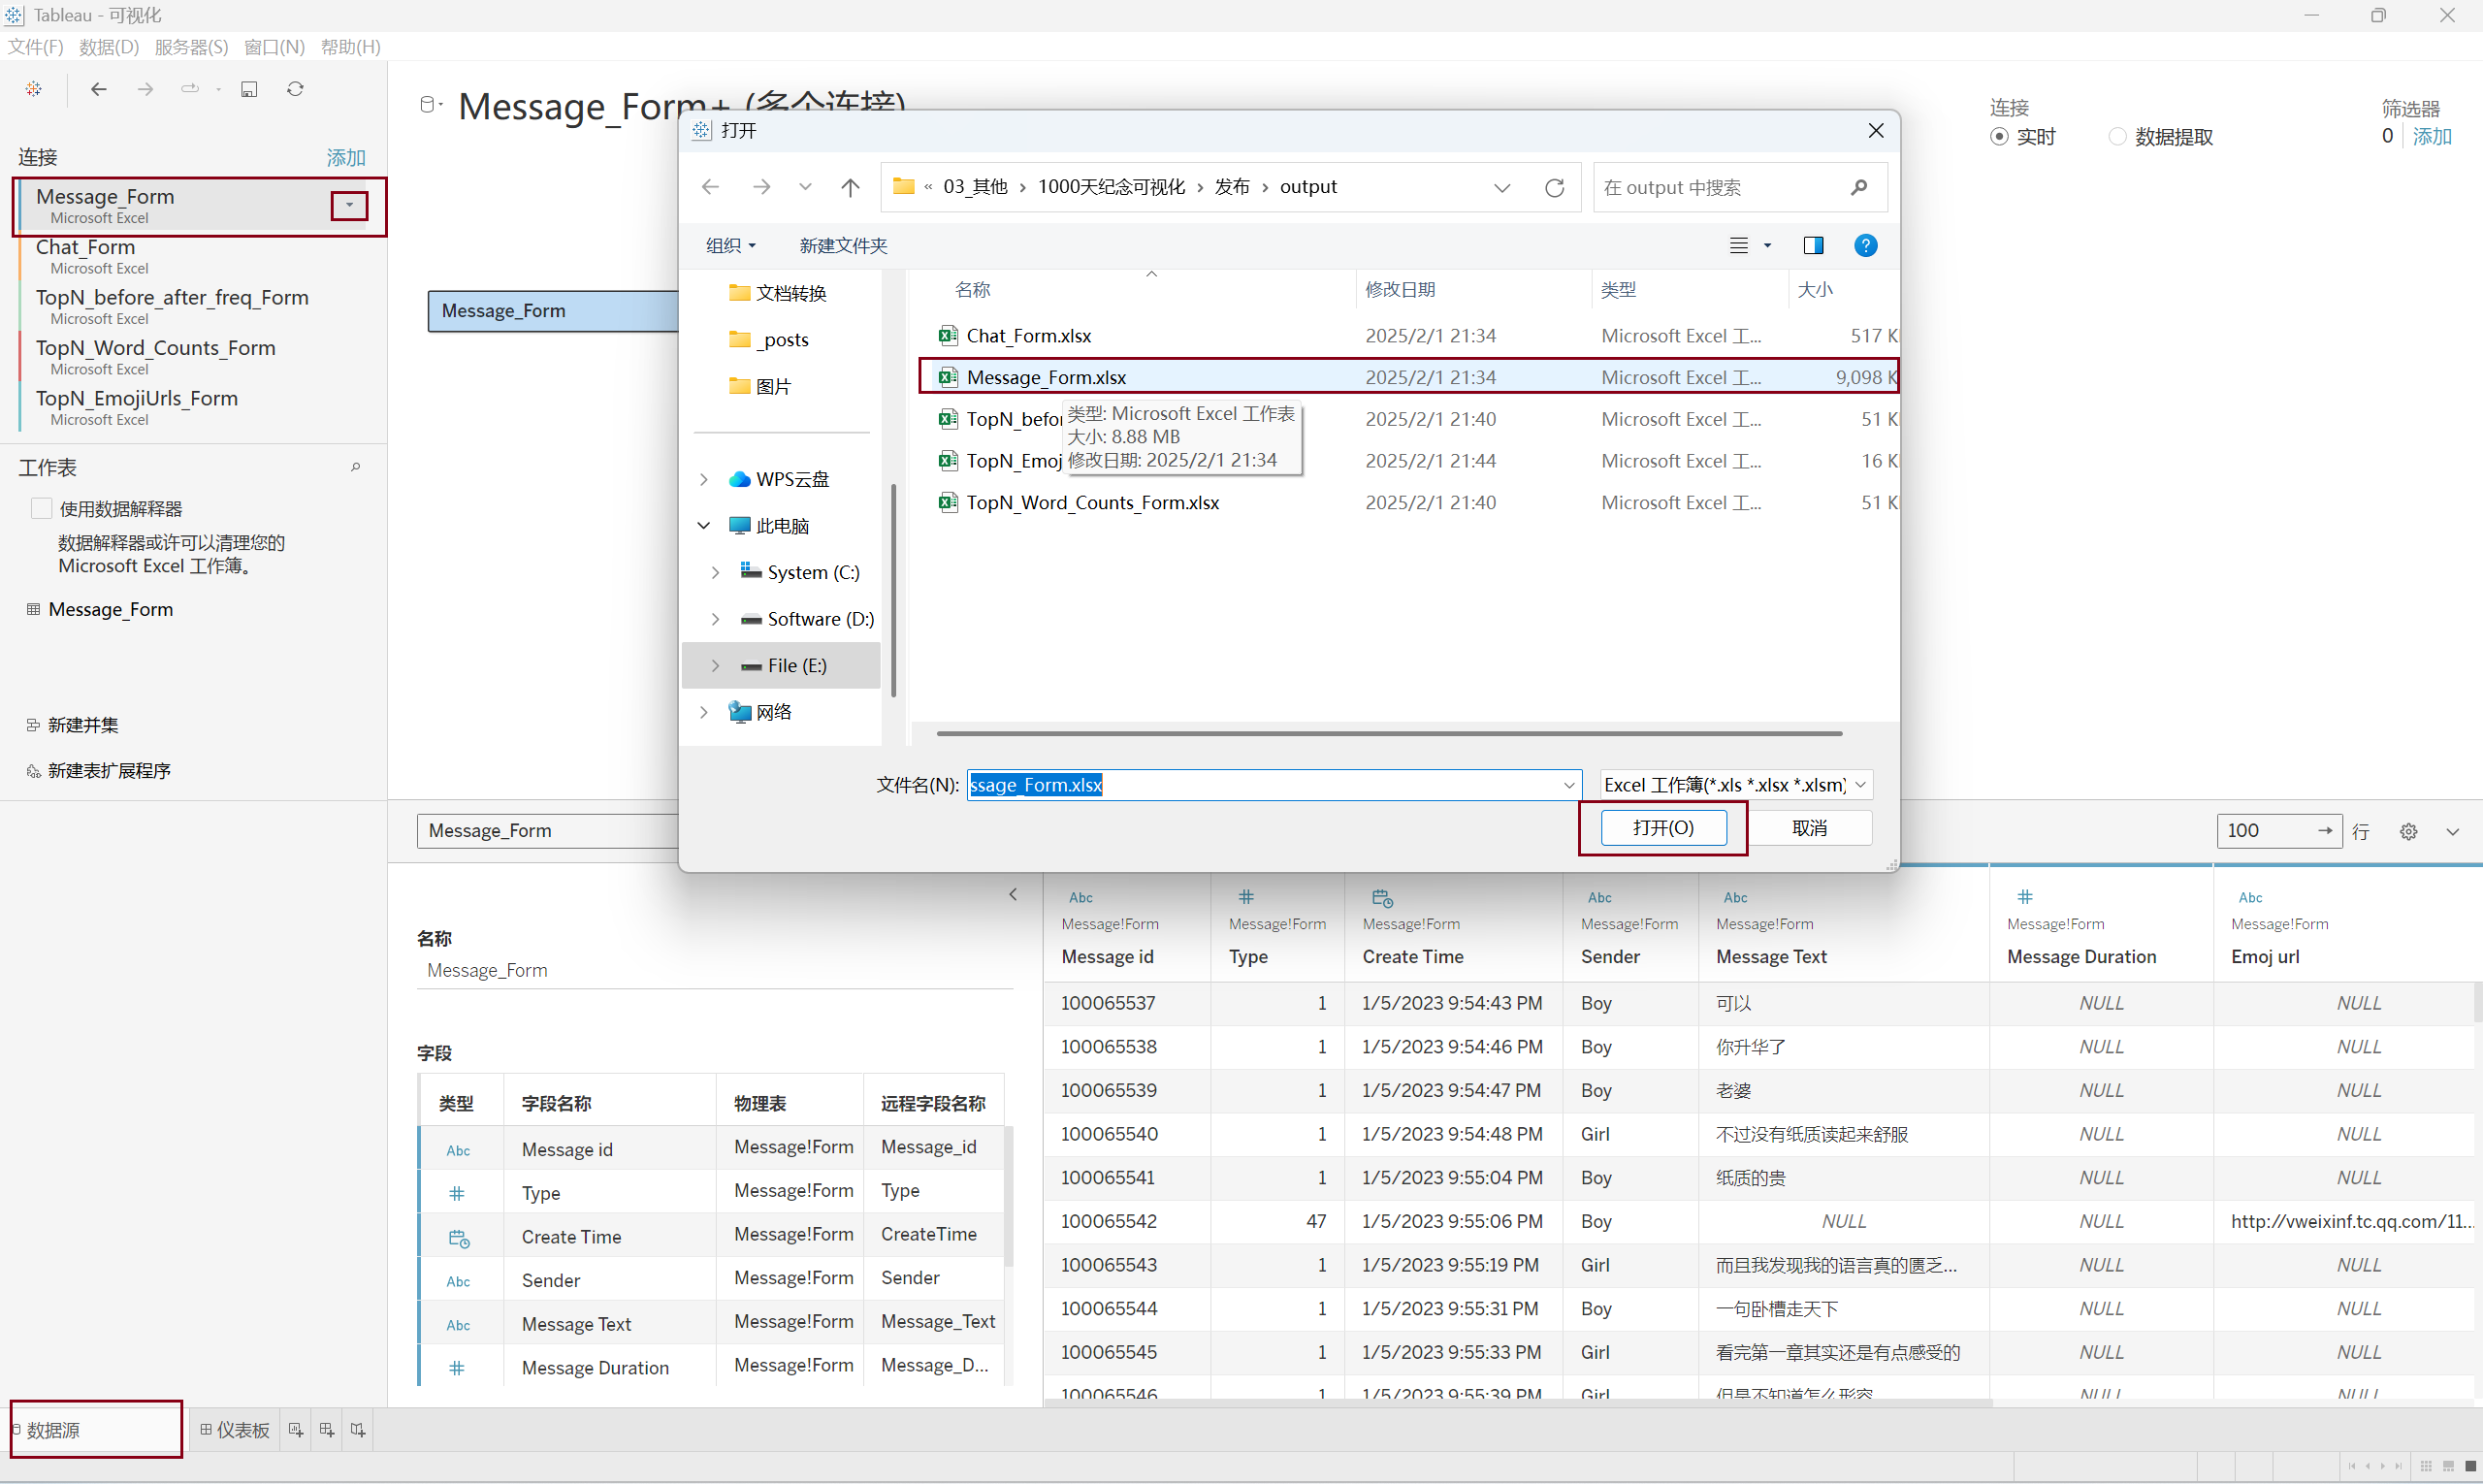 Tableau - 可视化
文件(F) 数据(D) 服务器(S) 窗口(N) 帮助(H)
连接 添加
Message_Form
Microsoft Excel
Chat_Form
Microsoft Excel
TopN_before_after_freq_Form
Microsoft Excel
TopN_Word_Counts_Form
Microsoft Excel
TopN_EmojiUrls_Form
Microsoft Excel
工作表
使用数据解释器
数据解释器或许可以清理您的
Microsoft Excel 工作簿。
Message_Form
新建并集
新建表扩展程序
Message_Form+ (多个连接)
连接
实时 数据提取
筛选器
0 添加
Message_Form
打开
« 03_其他 › 1000天纪念可视化 › 发布 › output
在 output 中搜索
组织 新建文件夹
文档转换
_posts
图片
WPS云盘
此电脑
System (C:)
Software (D:)
File (E:)
网络
名称 修改日期 类型 大小
Chat_Form.xlsx 2025/2/1 21:34 Microsoft Excel 工... 517 K
Message_Form.xlsx 2025/2/1 21:34 Microsoft Excel 工... 9,098 K
TopN_befor 2025/2/1 21:40 Microsoft Excel 工... 51 K
TopN_Emoj 2025/2/1 21:44 Microsoft Excel 工... 16 K
TopN_Word_Counts_Form.xlsx 2025/2/1 21:40 Microsoft Excel 工... 51 K
类型: Microsoft Excel 工作表
大小: 8.88 MB
修改日期: 2025/2/1 21:34
文件名(N): ssage_Form.xlsx Excel 工作簿(*.xls *.xlsx *.xlsm)
打开(O) 取消
Message_Form
100 → 行
名称
Message_Form
字段
类型 字段名称 物理表 远程字段名称
Abc Message id Message!Form Message_id
# Type Message!Form Type
Create Time Message!Form CreateTime
Abc Sender Message!Form Sender
Abc Message Text Message!Form Message_Text
# Message Duration Message!Form Message_D...
Abc # Abc Abc # Abc
Message!Form Message!Form Message!Form Message!Form Message!Form Message!Form Message!Form
Message id Type Create Time Sender Message Text Message Duration Emoj url
100065537 1 1/5/2023 9:54:43 PM Boy 可以 NULL NULL
100065538 1 1/5/2023 9:54:46 PM Boy 你升华了 NULL NULL
100065539 1 1/5/2023 9:54:47 PM Boy 老婆 NULL NULL
100065540 1 1/5/2023 9:54:48 PM Girl 不过没有纸质读起来舒服 NULL NULL
100065541 1 1/5/2023 9:55:04 PM Boy 纸质的贵 NULL NULL
100065542 47 1/5/2023 9:55:06 PM Boy NULL NULL http://vweixinf.tc.qq.com/11...
100065543 1 1/5/2023 9:55:19 PM Girl 而且我发现我的语言真的匮乏... NULL NULL
100065544 1 1/5/2023 9:55:31 PM Boy 一句卧槽走天下 NULL NULL
100065545 1 1/5/2023 9:55:33 PM Girl 看完第一章其实还是有点感受的 NULL NULL
100065546 1 1/5/2023 9:55:39 PM Girl 但是不知道怎么形容 NULL NULL
数据源 仪表板